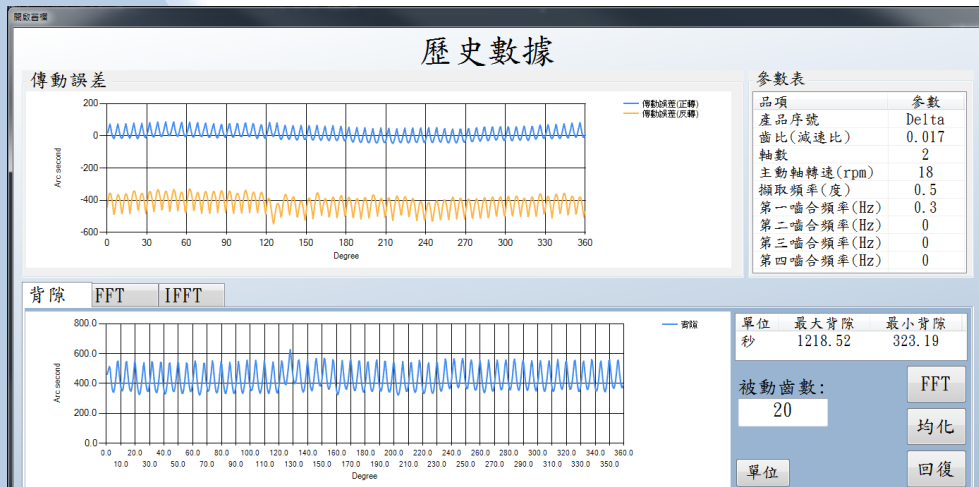 開啟舊檔
歷史數據
傳動誤差
200
0
-200
-400
-600
Arc second
0 30 60 90 120 150 180 210 240 270 300 330 360
Degree
傳動誤差(正轉)
傳動誤差(反轉)
參數表
品項 參數
產品序號 Delta
齒比(減速比) 0.017
軸數 2
主動軸轉速(rpm) 18
擷取頻率(度) 0.5
第一嚙合頻率(Hz) 0.3
第二嚙合頻率(Hz) 0
第三嚙合頻率(Hz) 0
第四嚙合頻率(Hz) 0
背隙 FFT IFFT
800.0
600.0
400.0
200.0
0.0
Arc second
0.0 20.0 40.0 60.0 80.0 100.0 120.0 140.0 160.0 180.0 200.0 220.0 240.0 260.0 280.0 300.0 320.0 340.0 360.0
10.0 30.0 50.0 70.0 90.0 110.0 130.0 150.0 170.0 190.0 210.0 230.0 250.0 270.0 290.0 310.0 330.0 350.0
Degree
背隙
單位 最大背隙 最小背隙
秒 1218.52 323.19
被動齒數:
20
FFT
均化
單位
回復